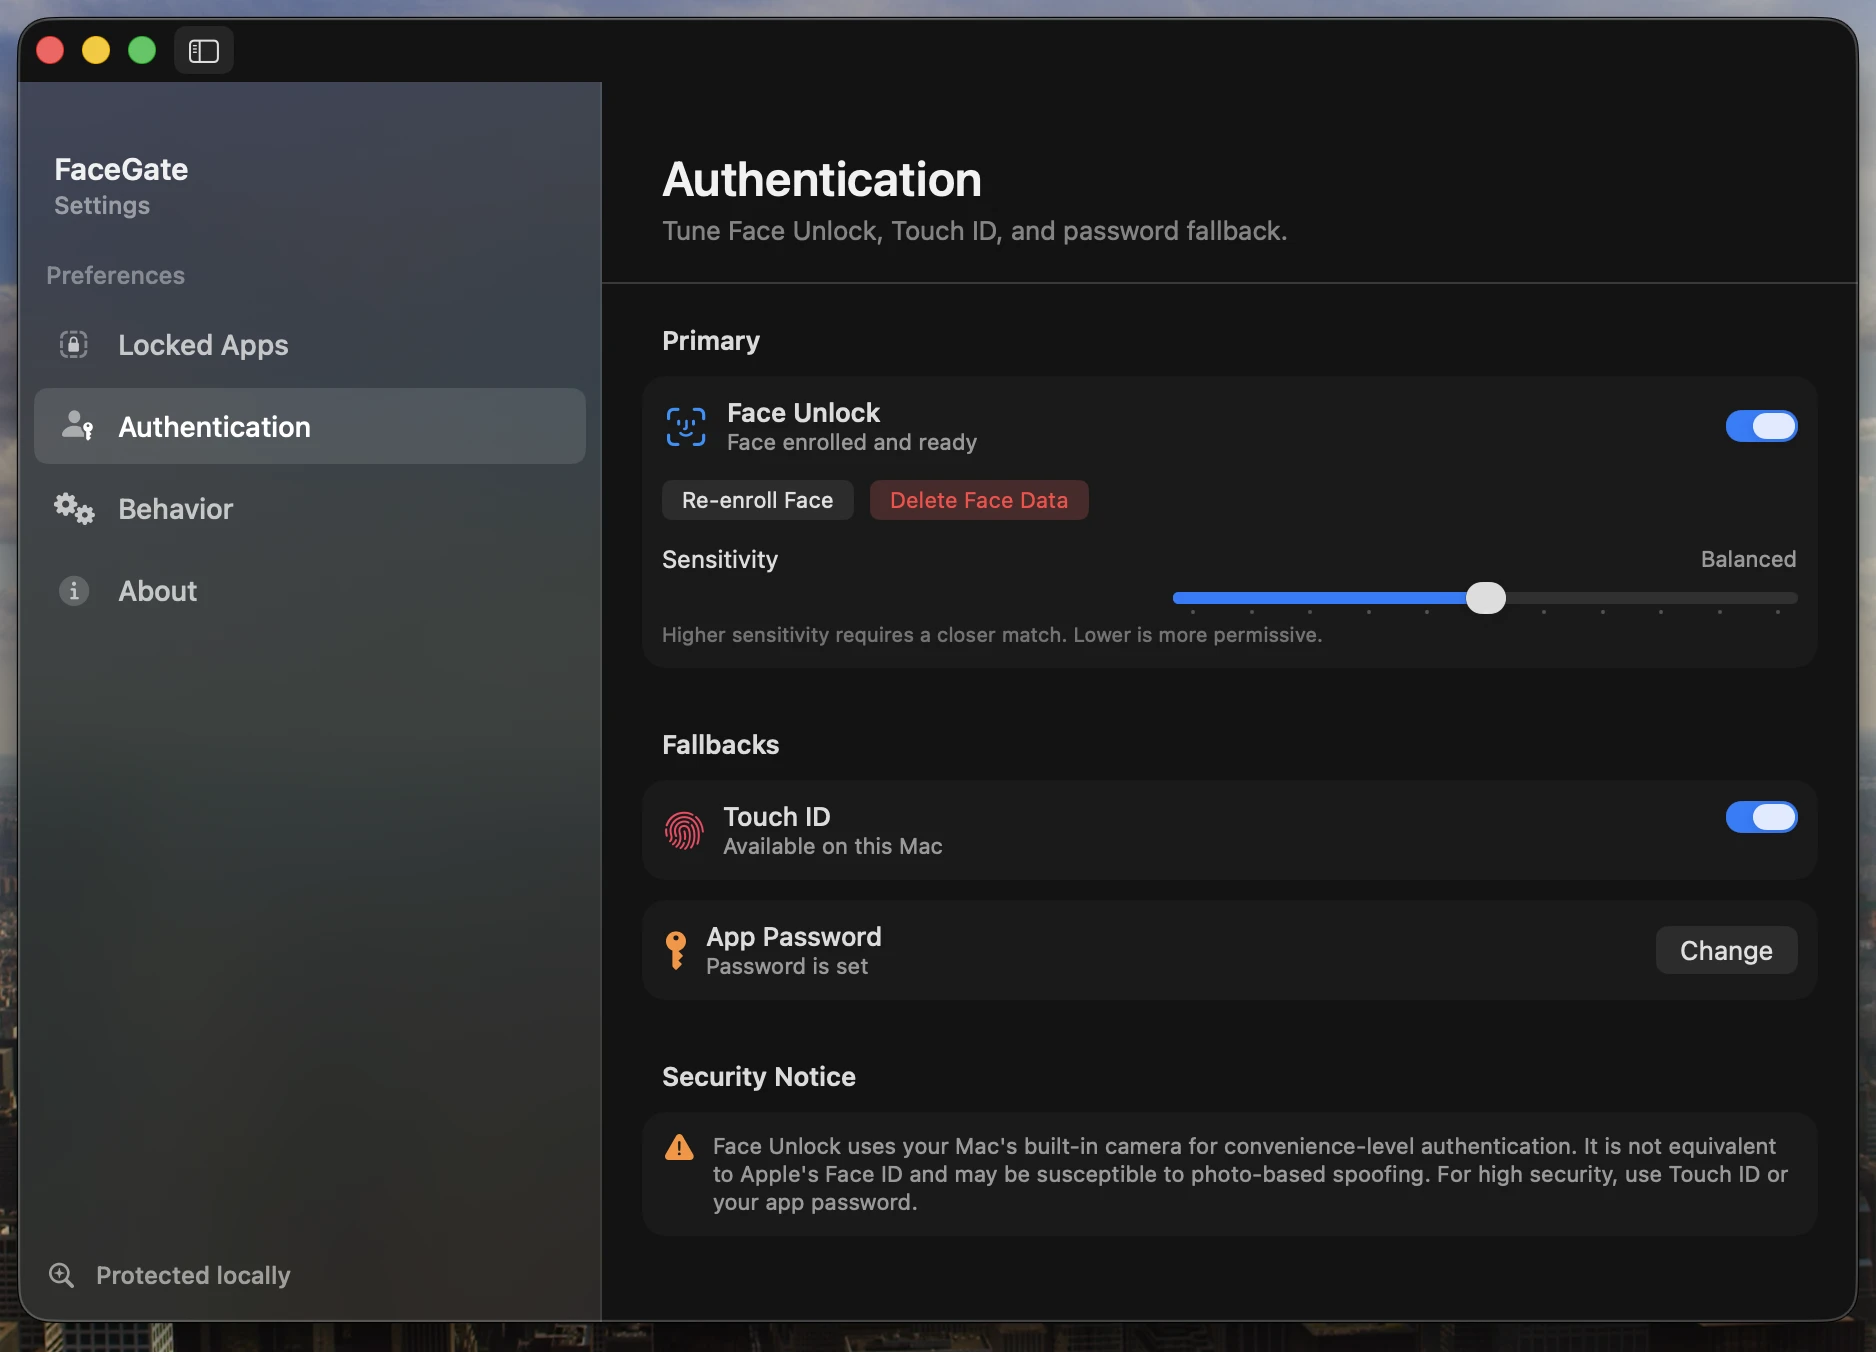 FaceGate
Settings
Preferences
Locked Apps
Authentication
Behavior
About
Protected locally
Authentication
Tune Face Unlock, Touch ID, and password fallback.
Primary
Face Unlock
Face enrolled and ready
Re-enroll Face
Delete Face Data
Sensitivity
Balanced
Higher sensitivity requires a closer match. Lower is more permissive.
Fallbacks
Touch ID
Available on this Mac
App Password
Password is set
Change
Security Notice
Face Unlock uses your Mac's built-in camera for convenience-level authentication. It is not equivalent
to Apple's Face ID and may be susceptible to photo-based spoofing. For high security, use Touch ID or
your app password.